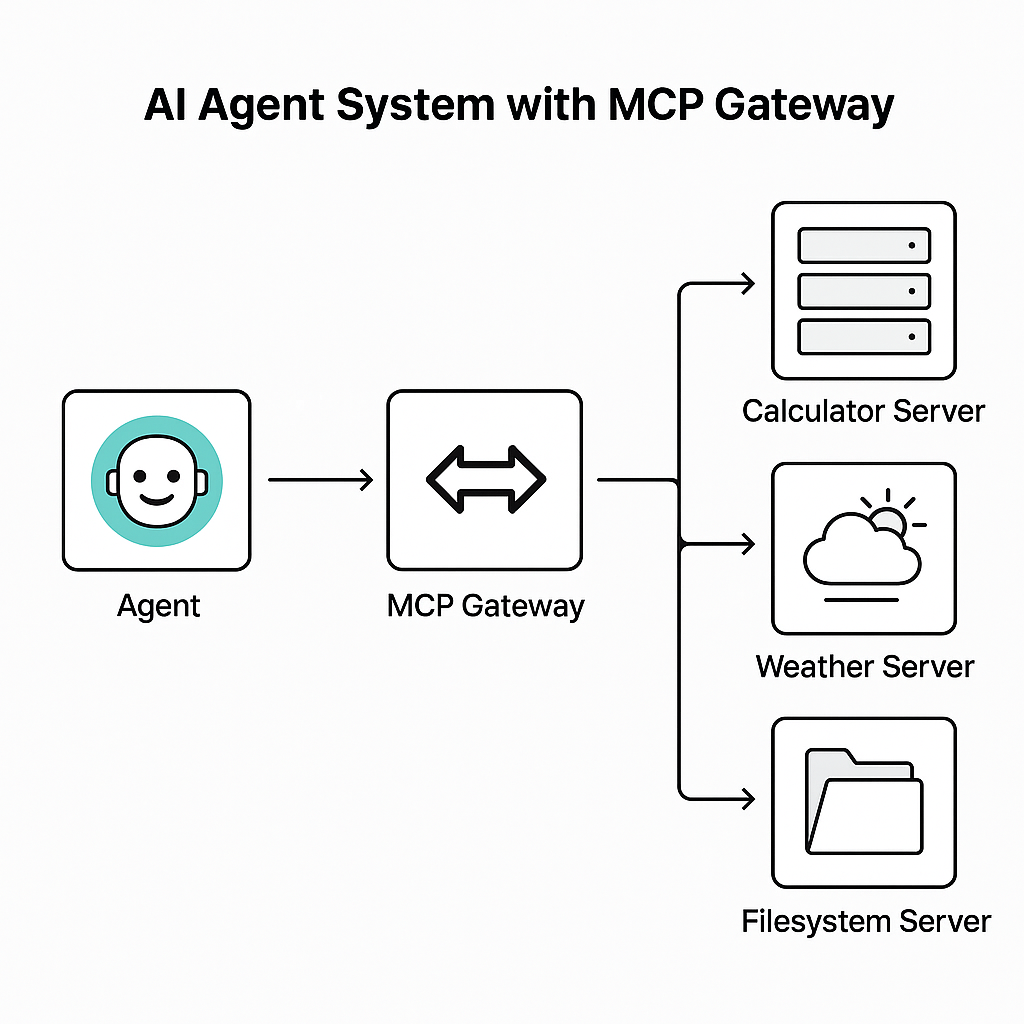 AI Agent System with MCP Gateway
Calculator Server
Agent
MCP Gateway
Weather Server
Filesystem Server